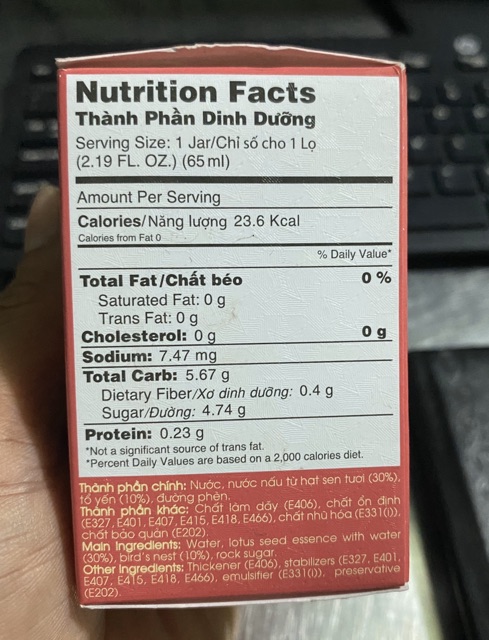 Nutrition Facts
Thành Phần Dinh Dưỡng
Serving Size: 1 Jar/Chỉ số cho 1 Lọ
(2.19 FL. OZ.) (65 ml)
Amount Per Serving
Calories/Năng lượng 23.6 Kcal
Calories from Fat 0
% Daily Value*
Total Fat/Chất béo 0 %
Saturated Fat: 0 g
Trans Fat: 0 g
Cholesterol: 0 g 0 g
Sodium: 7.47 mg
Total Carb: 5.67 g
Dietary Fiber/Xơ dinh dưỡng: 0.4 g
Sugar/Đường: 4.74 g
Protein: 0.23 g
*Not a significant source of trans fat.
*Percent Daily Values are based on a 2,000 calories diet.
Thành phần chính: Nước, nước nấu từ hạt sen tươi (30%),
tổ yến (10%), đường phèn.
Thành phần khác: Chất làm dày (E406), chất ổn định
(E327, E401, E407, E415, E418, E466), chất nhũ hóa (E331(i)),
chất bảo quản (E202).
Main Ingredients: Water, lotus seed essence with water
(30%), bird's nest (10%), rock sugar.
Other Ingredients: Thickener (E406), stabilizers (E327, E401,
E407, E415, E418, E466), emulsifier (E331(i)), preservative
(E202).